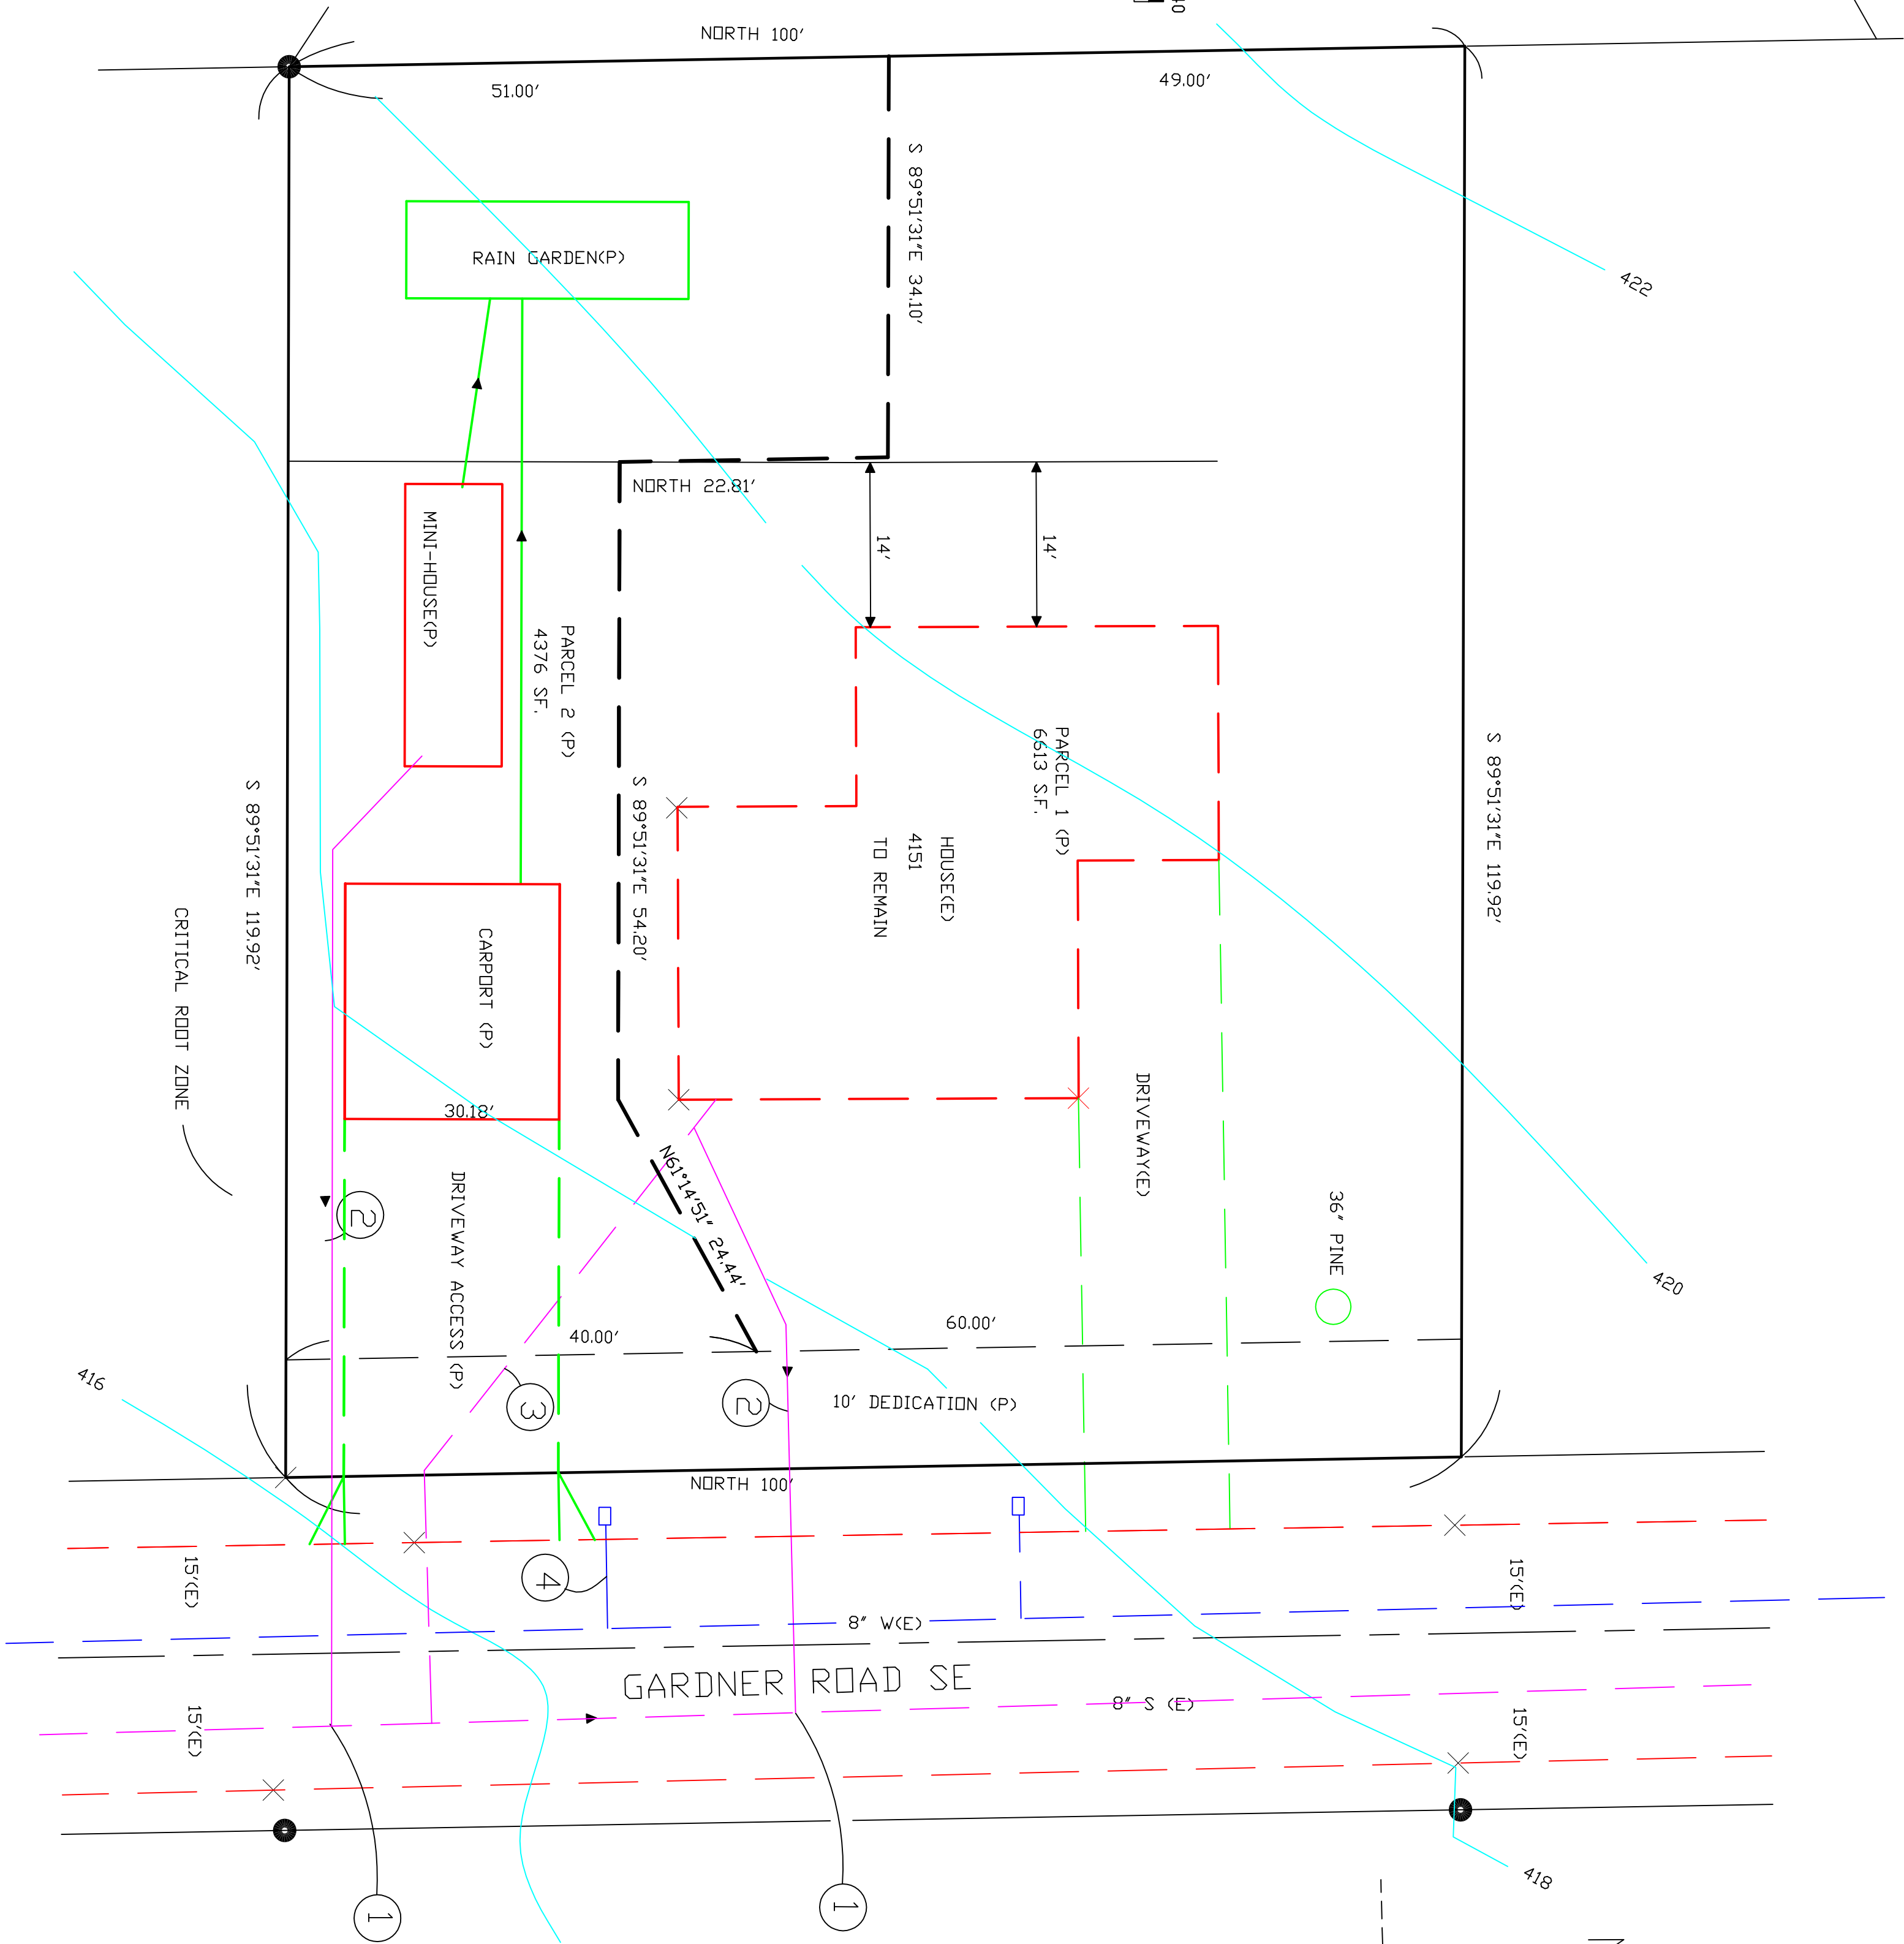 NORTH 100'
51.00'
49.00'
S 89°51'31"E 34.10'
422
RAIN GARDEN(P)
NORTH 22.81'
14'
14'
MINI-HOUSE(P)
PARCEL 2 (P)
4376 SF.
S 89°51'31"E 54.20'
PARCEL 1 (P)
6613 S.F.
HOUSE(E)
4151
TO REMAIN
S 89°51'31"E 119.92'
S 89°51'31"E 119.92'
CRITICAL ROOT ZONE
CARPORT (P)
30.18'
DRIVEWAY(E)
36" PINE
420
N61°14'51" 24.44'
DRIVEWAY ACCESS (P)
2
40.00'
60.00'
416
3
2
10' DEDICATION (P)
NORTH 100'
15'(E)
4
15'(E)
8" W(E)
GARDNER ROAD SE
8" S (E)
15'(E)
15'(E)
418
1
1